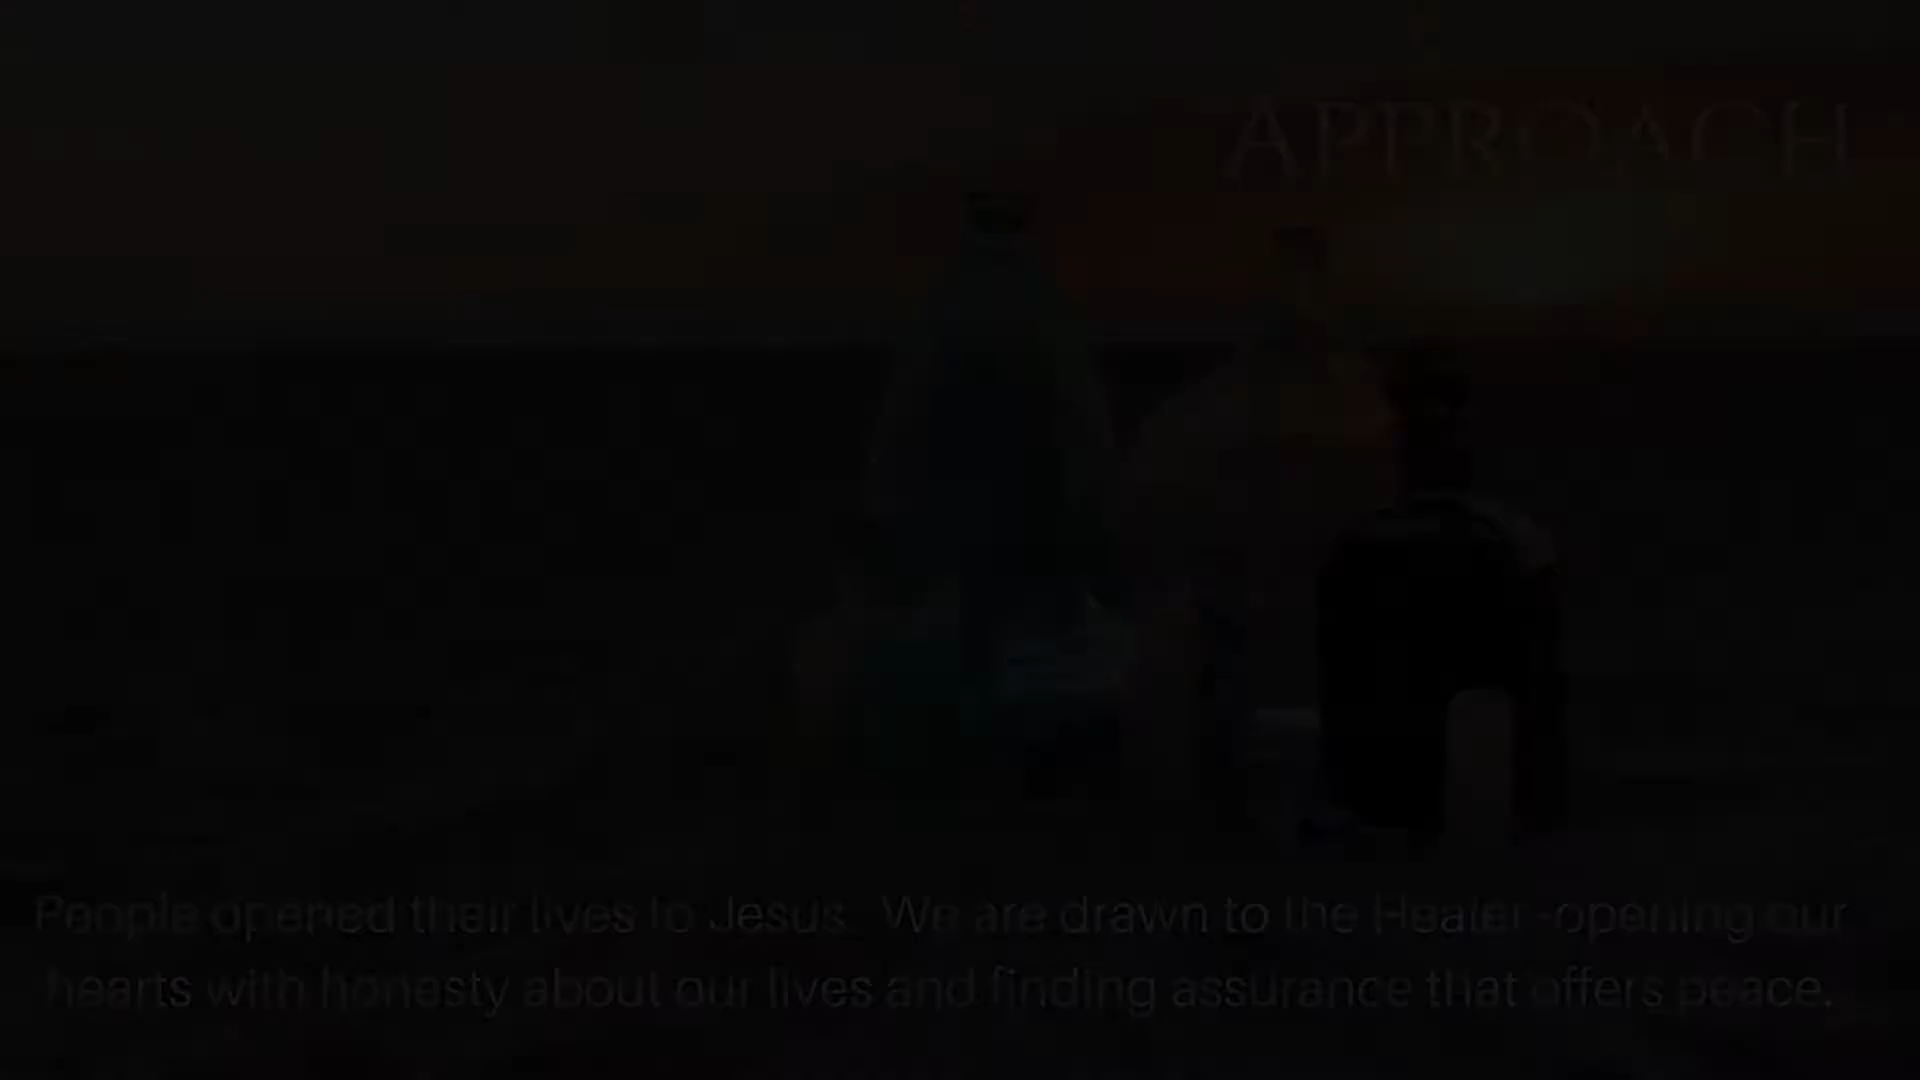 APPROACH
People opened their lives to Jesus.  We are drawn to the Healer-opening our
hearts with honesty about our lives and finding assurance that offers peace.